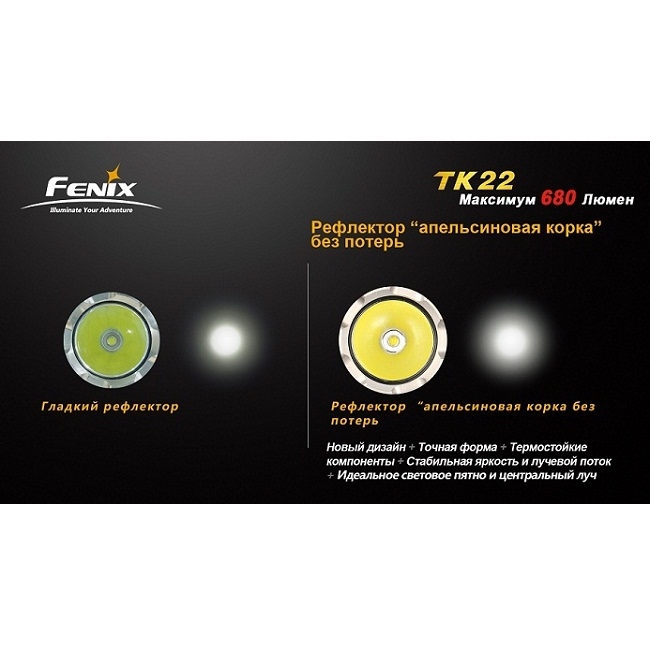 FENIX
Illuminate Your Adventure
TK22
Максимум 680 Люмен
Рефлектор “апельсиновая корка”
без потерь
Гладкий рефлектор
Рефлектор “апельсиновая корка без
потерь
Новый дизайн + Точная форма + Термостойкие
компоненты + Стабильная яркость и лучевой поток
+ Идеальное световое пятно и центральный луч